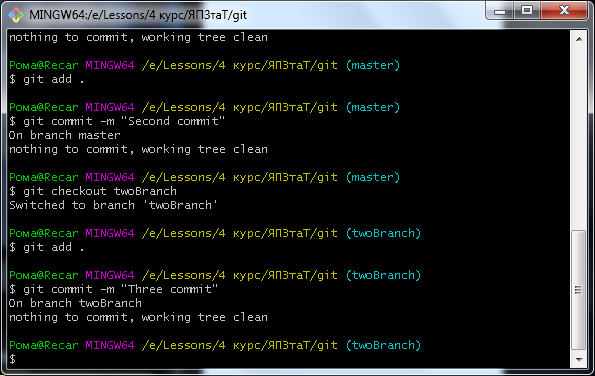 MINGW64:/e/Lessons/4 курс/ЯПЗтаТ/git
nothing to commit, working tree clean
Рома@Recar MINGW64 /e/Lessons/4 курс/ЯПЗтаТ/git (master)
$ git add .
Рома@Recar MINGW64 /e/Lessons/4 курс/ЯПЗтаТ/git (master)
$ git commit -m "Second commit"
On branch master
nothing to commit, working tree clean
Рома@Recar MINGW64 /e/Lessons/4 курс/ЯПЗтаТ/git (master)
$ git checkout twoBranch
Switched to branch 'twoBranch'
Рома@Recar MINGW64 /e/Lessons/4 курс/ЯПЗтаТ/git (twoBranch)
$ git add .
Рома@Recar MINGW64 /e/Lessons/4 курс/ЯПЗтаТ/git (twoBranch)
$ git commit -m "Three commit"
On branch twoBranch
nothing to commit, working tree clean
Рома@Recar MINGW64 /e/Lessons/4 курс/ЯПЗтаТ/git (twoBranch)
$